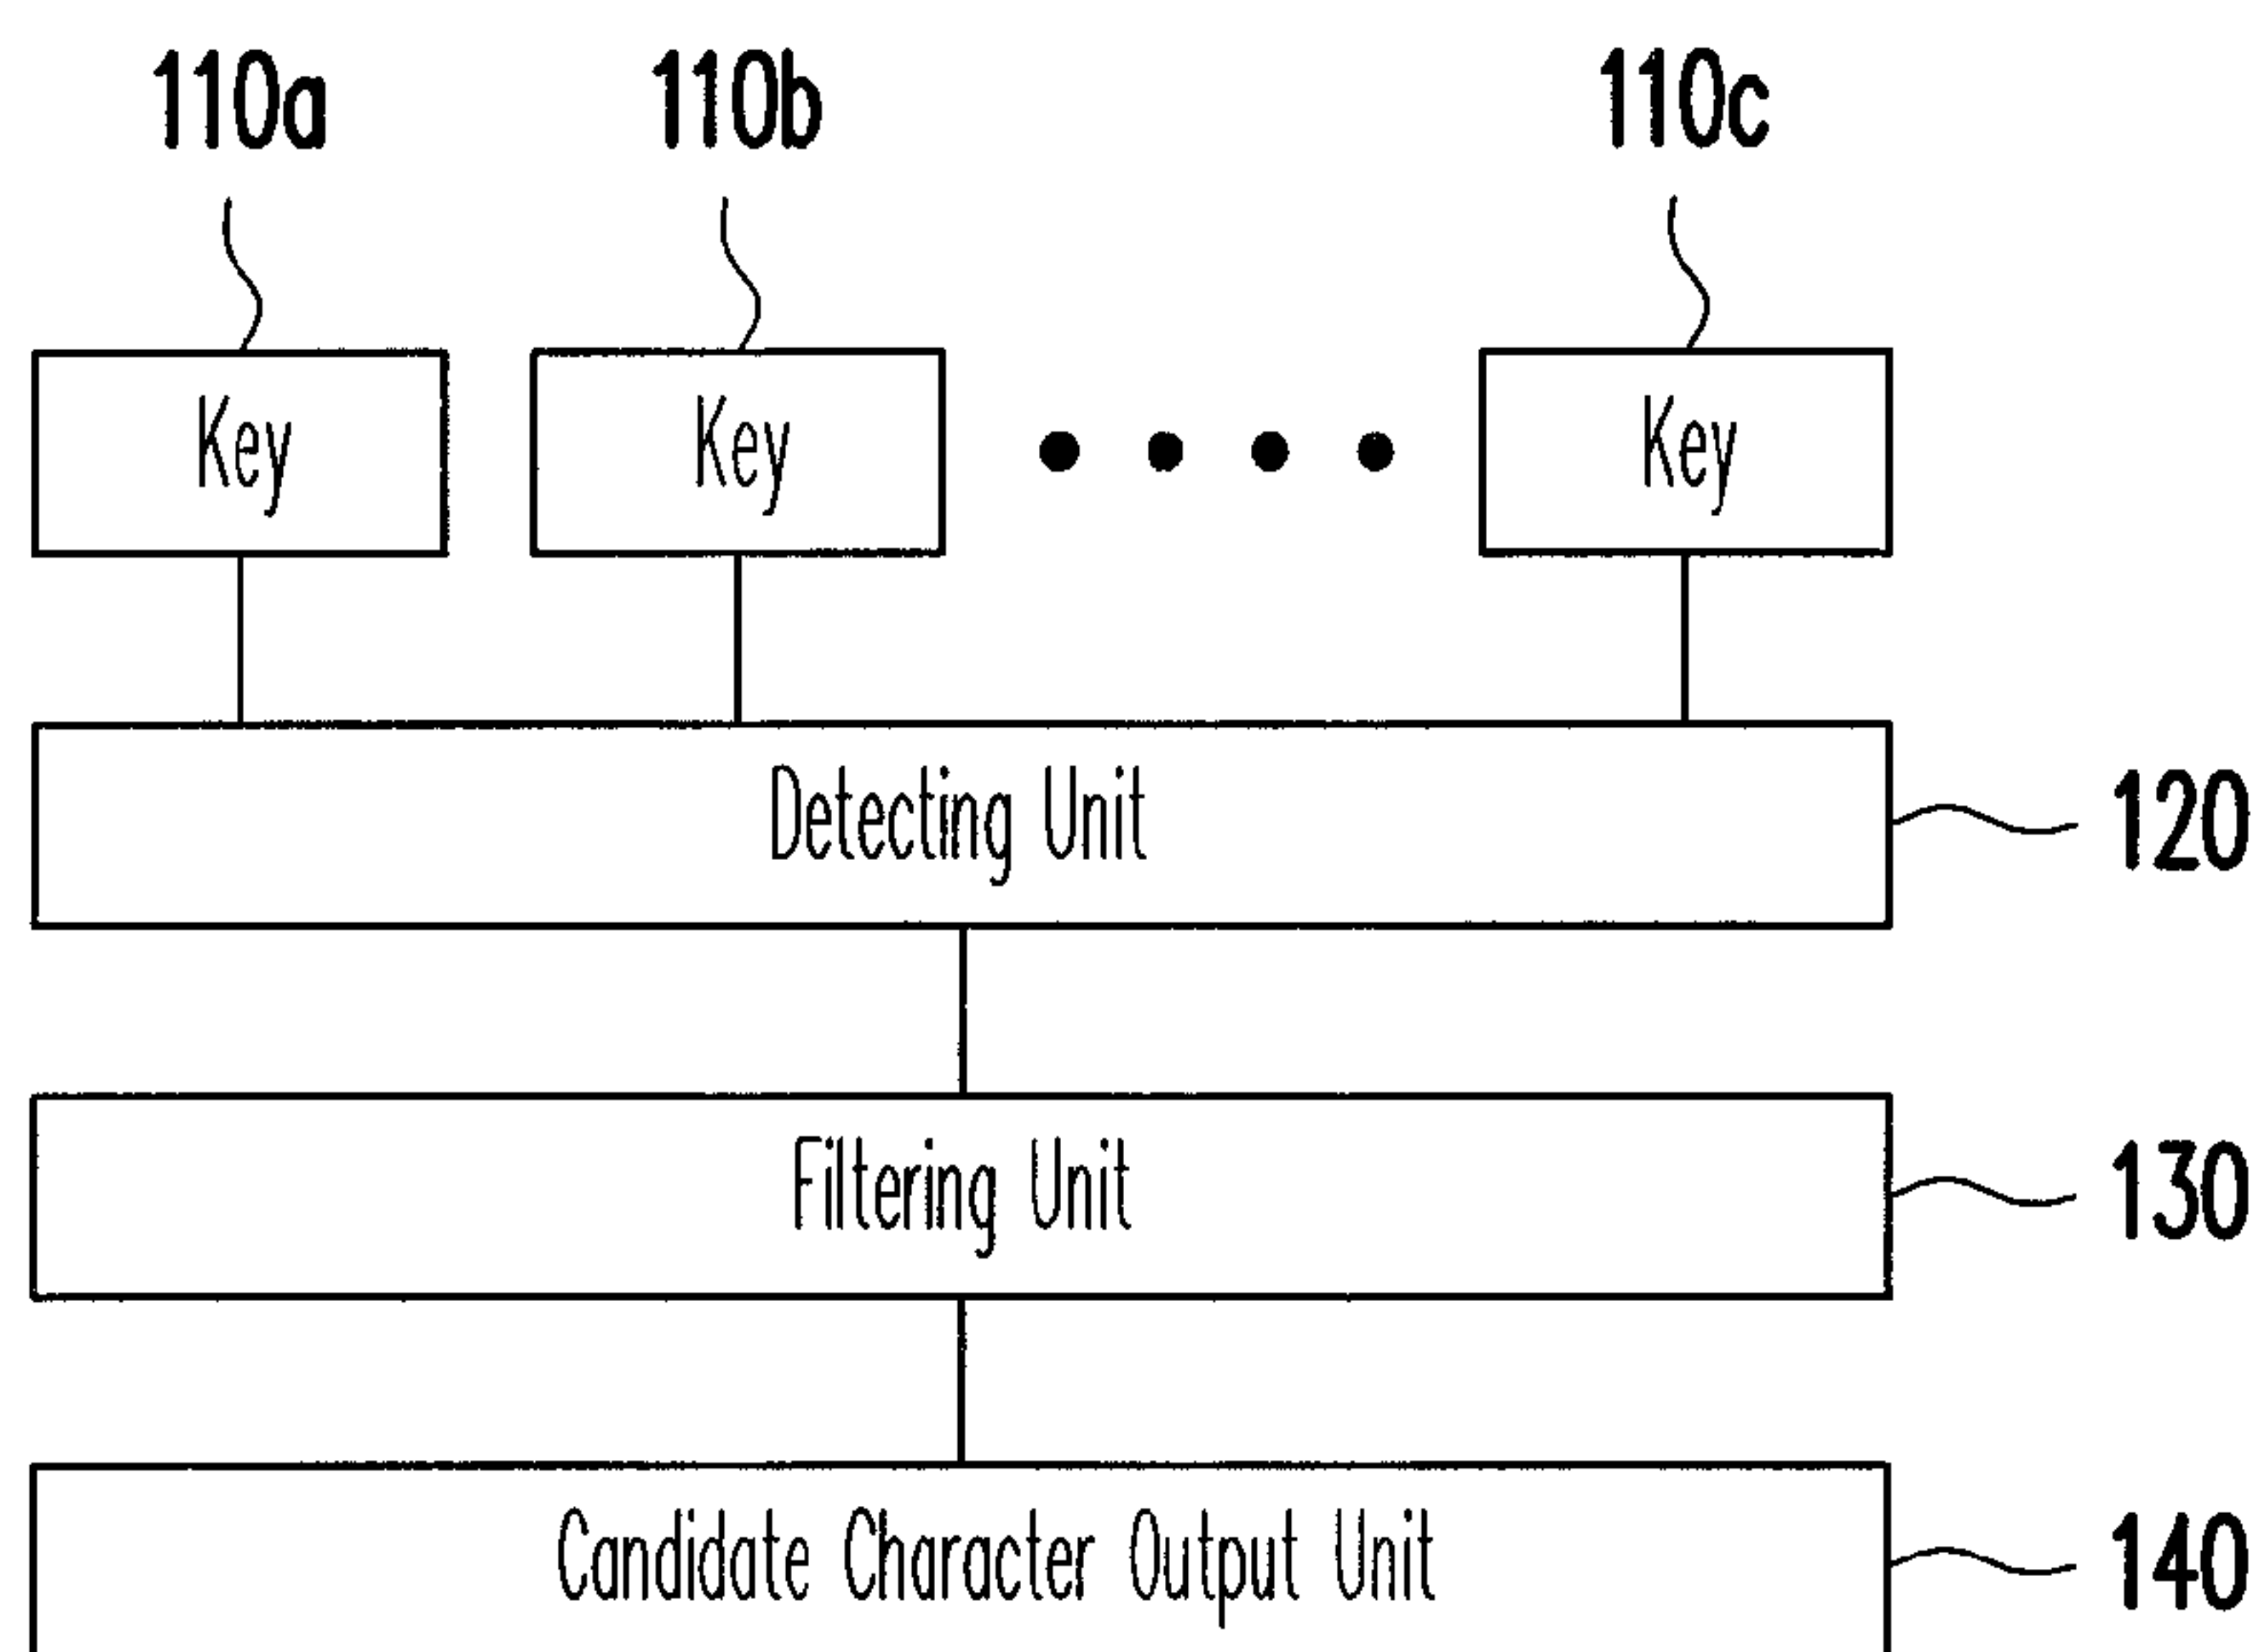 110a 110b 110c
Key Key Key
Detecting Unit 120
Filtering Unit 130
Candidate Character Output Unit 140